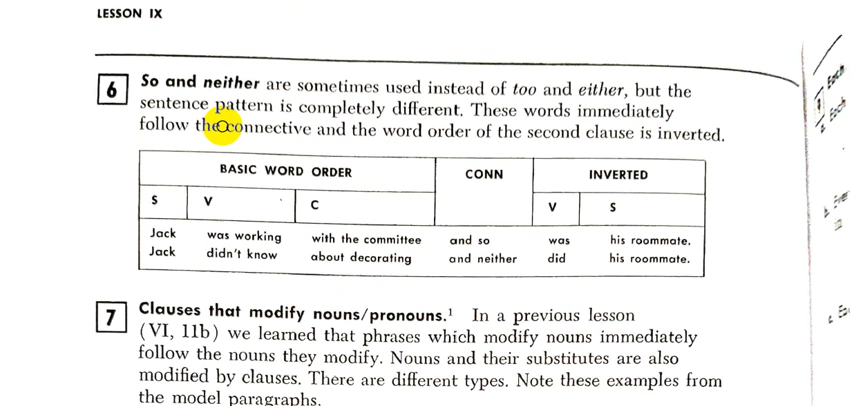 LESSON IX
6 So and neither are sometimes used instead of too and either, but the
sentence pattern is completely different. These words immediately
follow the connective and the word order of the second clause is inverted.
BASIC WORD ORDER CONN INVERTED
S V C V S
Jack was working with the committee and so was his roommate.
Jack didn't know about decorating and neither did his roommate.
7 Clauses that modify nouns/pronouns.¹ In a previous lesson
(VI, 11b) we learned that phrases which modify nouns immediately
follow the nouns they modify. Nouns and their substitutes are also
modified by clauses. There are different types. Note these examples from
the model paragraphs.
Each
a. Each
b. Ever